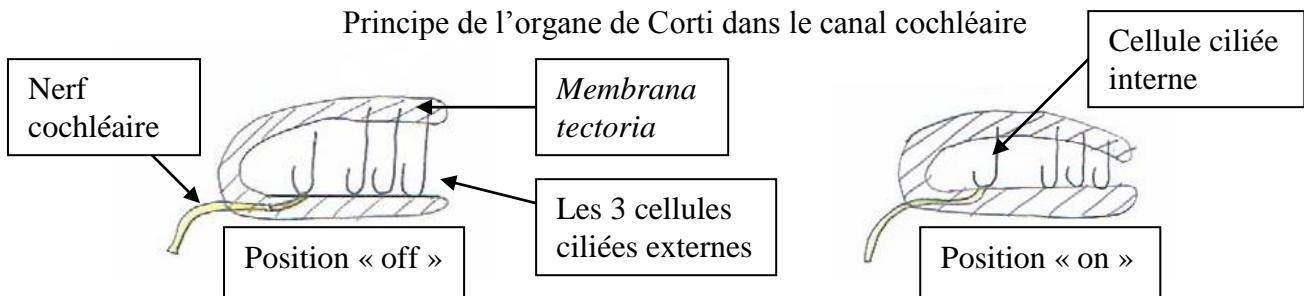 Principe de l’organe de Corti dans le canal cochléaire
Nerf
cochléaire
Membrana
tectoria
Cellule ciliée
interne
Les 3 cellules
ciliées externes
Position « off »
Position « on »